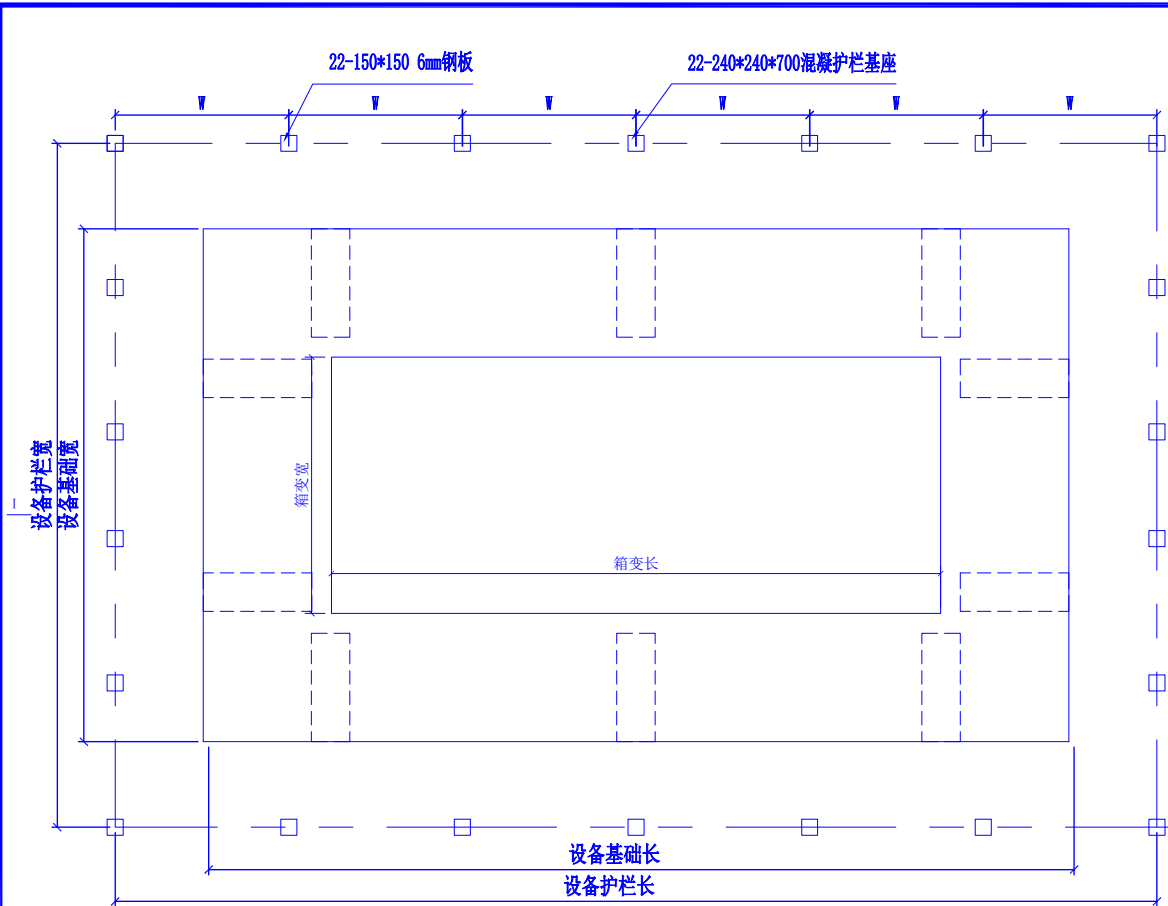 22-150*150 6mm钢板
22-240*240*700混凝护栏基座
W W W W W W
设备护栏宽
设备基础宽
I
箱变宽
箱变长
设备基础长
设备护栏长